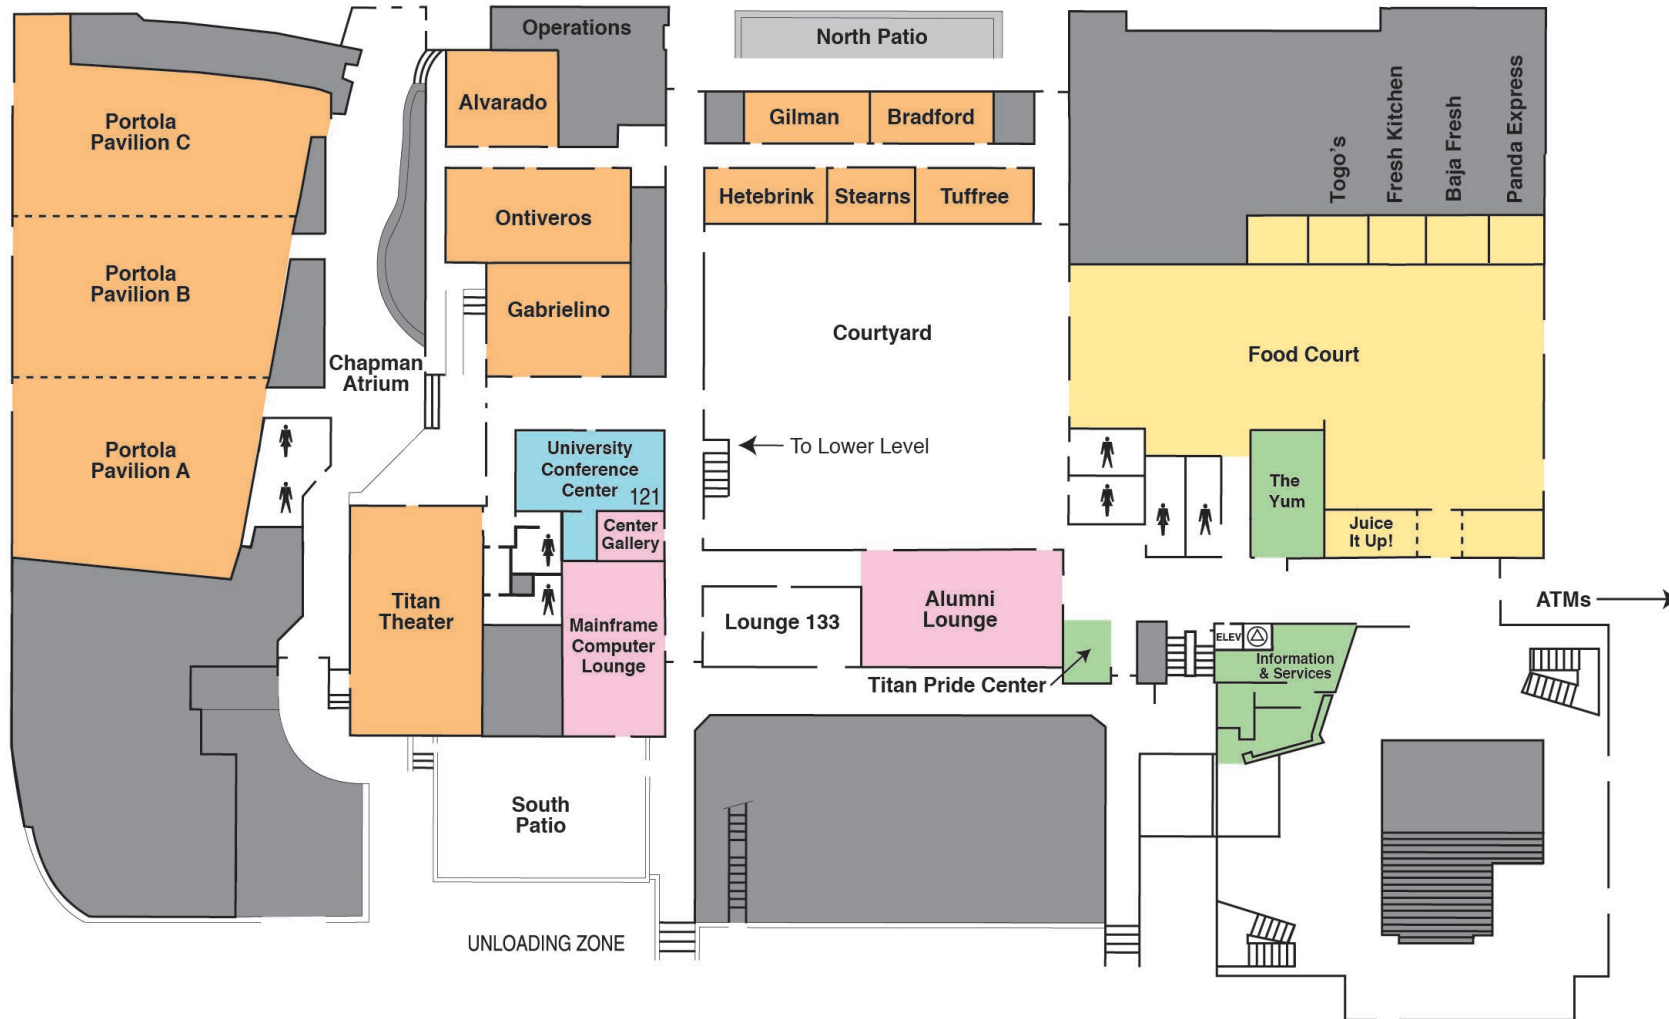 Operations
North Patio
Portola
Pavilion C
Alvarado
Gilman
Bradford
Togo's
Fresh Kitchen
Baja Fresh
Panda Express
Ontiveros
Hetebrink
Stearns
Tuffree
Portola
Pavilion B
Gabrielino
Courtyard
Food Court
Chapman
Atrium
Portola
Pavilion A
University
Conference
Center
121
To Lower Level
The
Yum
Center
Gallery
Juice
It Up!
Titan
Theater
Mainframe
Computer
Lounge
Lounge 133
Alumni
Lounge
ATMs
ELEV
Information
& Services
Titan Pride Center
South
Patio
UNLOADING ZONE